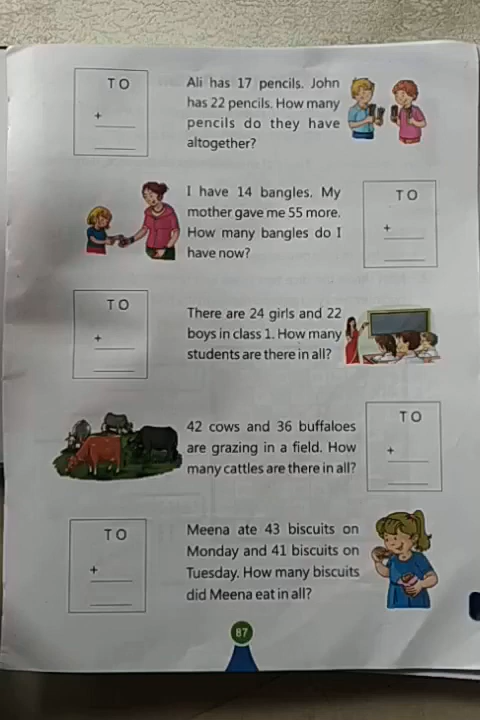 T O
+
Ali has 17 pencils. John
has 22 pencils. How many
pencils do they have
altogether?
I have 14 bangles. My
mother gave me 55 more.
How many bangles do I
have now?
T O
+
T O
+
There are 24 girls and 22
boys in class 1. How many
students are there in all?
42 cows and 36 buffaloes
are grazing in a field. How
many cattles are there in all?
T O
+
T O
+
Meena ate 43 biscuits on
Monday and 41 biscuits on
Tuesday. How many biscuits
did Meena eat in all?
87